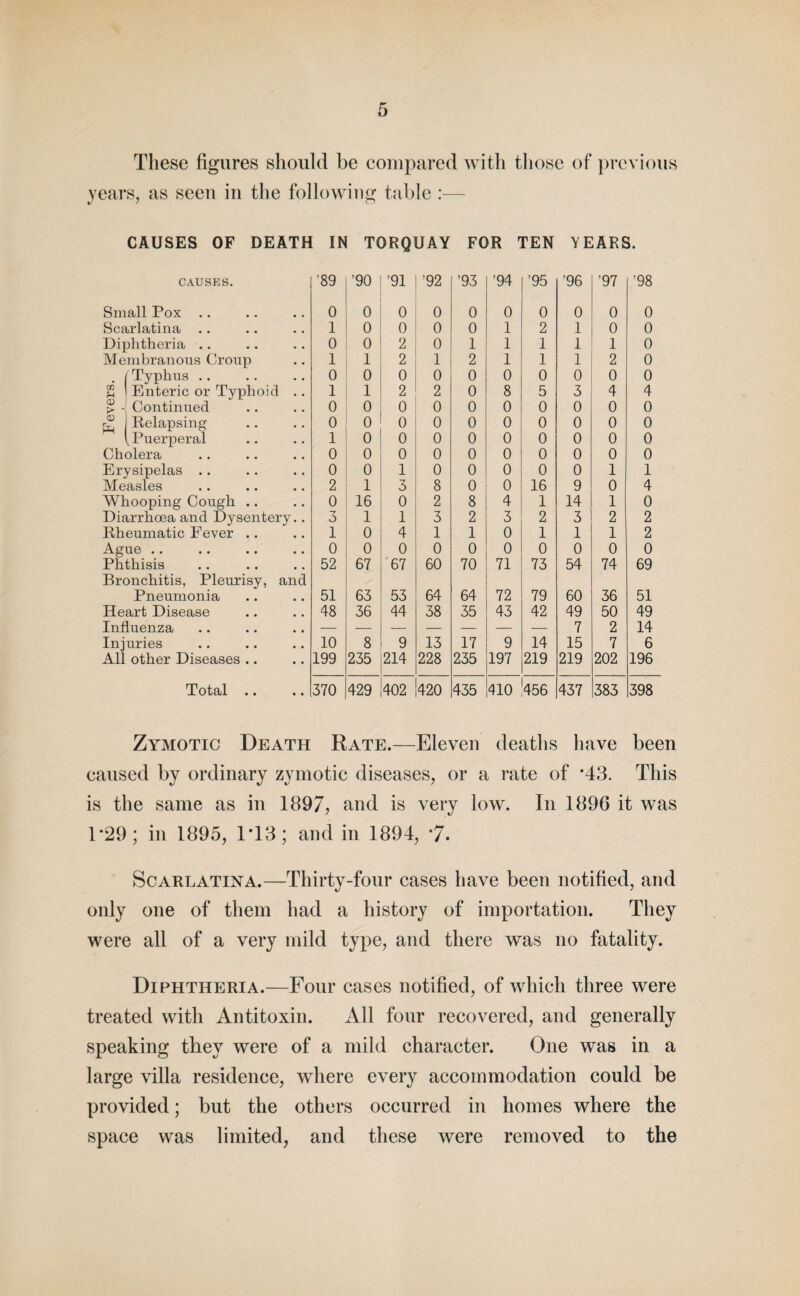 5
These figures should be compared with those of previous
years, as seen in the following table :—
CAUSES OF DEATH IN TORQUAY FOR TEN YEARS.
CAUSES. '89 '90 '91 '92 '93 '94 '95 '96 '97 '98
Small Pox .. .. .. 0 0 0 0 0 0 0 0 0 0
Scarlatina .. .. .. 1 0 0 0 0 1 2 1 0 0
Diphtheria .. .. .. 0 0 2 0 1 1 1 1 1 0
Membranous Croup .. 1 1 2 1 2 1 1 1 2 0
Fevers.
Typhus .. .. .. 0 0 0 0 0 0 0 0 0 0
Enteric or Typhoid .. 1 1 2 2 0 8 5 3 4 4
Continued .. .. 0 0 0 0 0 0 0 0 0 0
Relapsing .. .. 0 0 0 0 0 0 0 0 0 0
Puerperal .. .. 1 0 0 0 0 0 0 0 0 0
Cholera .. .. .. 0 0 0 0 0 0 0 0 0 0
Erysipelas .. .. .. 0 0 1 0 0 0 0 0 1 1
Measles .. .. .. 2 1 3 8 0 0 16 9 0 4
Whooping Cough .. .. 0 16 0 2 8 4 1 14 1 0
Diarrhœa and Dysentery.. 3 1 1 3 2 3 2 3 2 2
Rheumatic Fever .. .. 1 0 4 1 1 0 1 1 1 2
Ague .. .. .. .. 0 0 0 0 0 0 0 0 0 0
Phthisis .. .. .. 52 67 67 60 70 71 73 54 74 69
Bronchitis, Pleurisy, and
Pneumonia .. .. 51 63 53 64 64 72 79 60 36 51
Heart Disease .. .. 48 36 44 38 35 43 42 49 50 49
Influenza .. .. .. — — — — — — — 7 2 14
Injuries .. .. .. 10 8 9 13 17 9 14 15 7 6
All other Diseases .. .. 199 235 214 228 235 197 219 219 202 196
Total .. .. 370 429 402 420 435 410 456 437 383 398
Zymotic Death Rate.—Eleven deaths have been
caused by ordinary zymotic diseases, or a rate of ·43. This
is the same as in 1897, and is very low. In 1896 it was
1·29; in 1895, 1·13; and in 1894, ·7.
Scarlatina.—Thirty-four cases have been notified, and
only one of them had a history of importation. They
were all of a very mild type, and there was no fatality.
Diphtheria.—Four cases notified, of which three were
treated with Antitoxin. All four recovered, and generally
speaking they were of a mild character. One was in a
large villa residence, where every accommodation could be
provided; but the others occurred in homes where the
space was limited, and these were removed to the